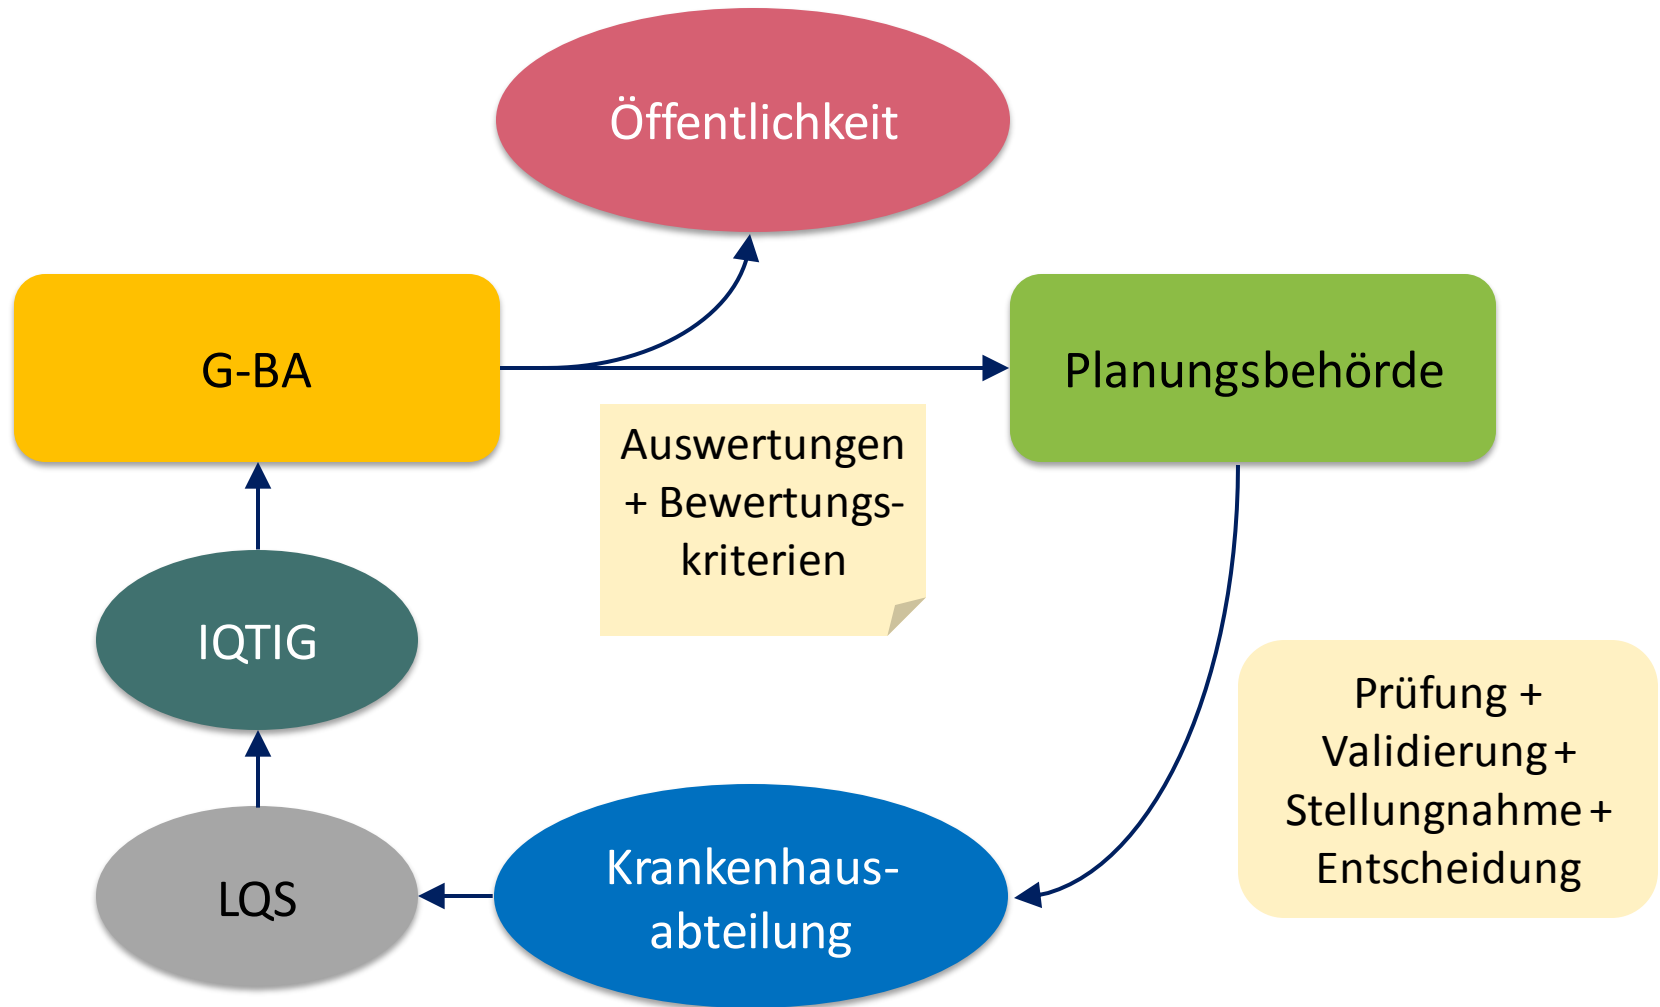 Öffentlichkeit
G-BA
Planungsbehörde
Auswertungen
+ Bewertungs-
kriterien
IQTIG
Prüfung +
Validierung +
Stellungnahme +
Entscheidung
LQS
Krankenhaus-
abteilung